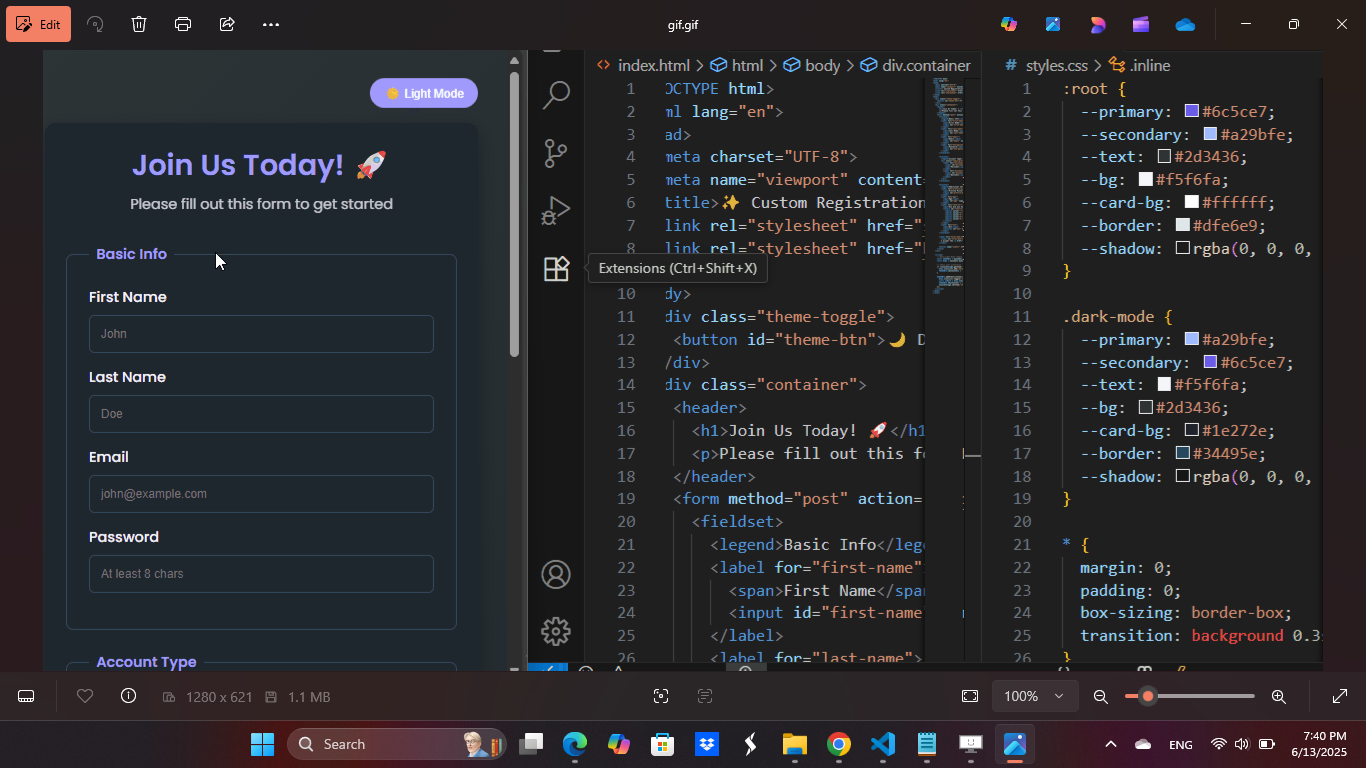 Edit
gif.gif
Light Mode
Join Us Today! 🚀
Please fill out this form to get started
Basic Info
First Name
John
Last Name
Doe
Email
john@example.com
Password
At least 8 chars
Account Type
index.html > html > body > div.container
1 OCTYPE html>
2 ml lang="en">
3 ad>
4 meta charset="UTF-8">
5 meta name="viewport" content=
6 title>✨ Custom Registration
7 link rel="stylesheet" href="
8 link rel="stylesheet" href="
Extensions (Ctrl+Shift+X)
10 dy>
11 div class="theme-toggle">
12 <button id="theme-btn">🌙 D
13 /div>
14 div class="container">
15 <header>
16 <h1>Join Us Today! 🚀</h1
17 <p>Please fill out this f
18 </header>
19 <form method="post" action=
20 <fieldset>
21 <legend>Basic Info</leg
22 <label for="first-name"
23 <span>First Name</spa
24 <input id="first-name
25 </label>
26 <label for="last-name">
# styles.css > .inline
1 :root {
2 --primary: #6c5ce7;
3 --secondary: #a29bfe;
4 --text: #2d3436;
5 --bg: #f5f6fa;
6 --card-bg: #ffffff;
7 --border: #dfe6e9;
8 --shadow: rgba(0, 0, 0,
9 }
10
11 .dark-mode {
12 --primary: #a29bfe;
13 --secondary: #6c5ce7;
14 --text: #f5f6fa;
15 --bg: #2d3436;
16 --card-bg: #1e272e;
17 --border: #34495e;
18 --shadow: rgba(0, 0, 0,
19 }
20
21 * {
22 margin: 0;
23 padding: 0;
24 box-sizing: border-box;
25 transition: background 0.3
26 }
1280 x 621
1.1 MB
100%
Search
ENG
7:40 PM
6/13/2025